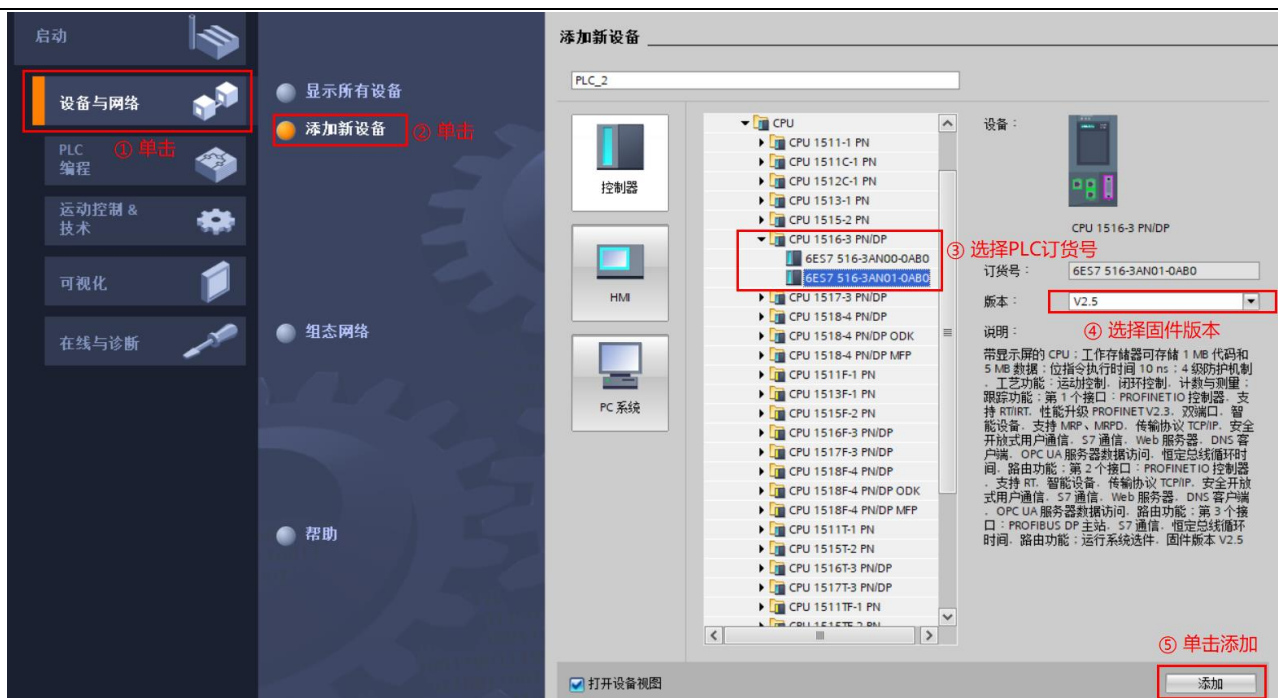 启动
设备与网络
① 单击
PLC
编程
运动控制 &
技术
可视化
在线与诊断
显示所有设备
添加新设备
② 单击
组态网络
帮助
添加新设备
PLC_2
控制器
HMI
PC 系统
CPU
CPU 1511-1 PN
CPU 1511C-1 PN
CPU 1512C-1 PN
CPU 1513-1 PN
CPU 1515-2 PN
CPU 1516-3 PN/DP
6ES7 516-3AN00-0AB0
6ES7 516-3AN01-0AB0
CPU 1517-3 PN/DP
CPU 1518-4 PN/DP
CPU 1518-4 PN/DP ODK
CPU 1518-4 PN/DP MFP
CPU 1511F-1 PN
CPU 1513F-1 PN
CPU 1515F-2 PN
CPU 1516F-3 PN/DP
CPU 1517F-3 PN/DP
CPU 1518F-4 PN/DP
CPU 1518F-4 PN/DP ODK
CPU 1518F-4 PN/DP MFP
CPU 1511T-1 PN
CPU 1515T-2 PN
CPU 1516T-3 PN/DP
CPU 1517T-3 PN/DP
CPU 1511TF-1 PN
CPU 1515TF-2 PN
③ 选择PLC订货号
设备：
CPU 1516-3 PN/DP
订货号：
6ES7 516-3AN01-0AB0
版本：
V2.5
④ 选择固件版本
说明：
带显示屏的 CPU；工作存储器可存储 1 MB 代码和
5 MB 数据；位指令执行时间 10 ns；4 级防护机制
．工艺功能：运动控制．闭环控制．计数与测量；
跟踪功能；第 1 个接口：PROFINET IO 控制器．支
持 RT/IRT．性能升级 PROFINET V2.3．双端口．智
能设备．支持 MRP、MRPD．传输协议 TCP/IP．安全
开放式用户通信．S7 通信．Web 服务器．DNS 客
户端．OPC UA 服务器数据访问．恒定总线循环时
间．路由功能；第 2 个接口：PROFINET IO 控制器
．支持 RT．智能设备．传输协议 TCP/IP．安全开放
式用户通信．S7 通信．Web 服务器．DNS 客户端
．OPC UA 服务器数据访问．路由功能；第 3 个接
口：PROFIBUS DP 主站．S7 通信．恒定总线循环
时间．路由功能；运行系统选件．固件版本 V2.5
⑤ 单击添加
打开设备视图
添加